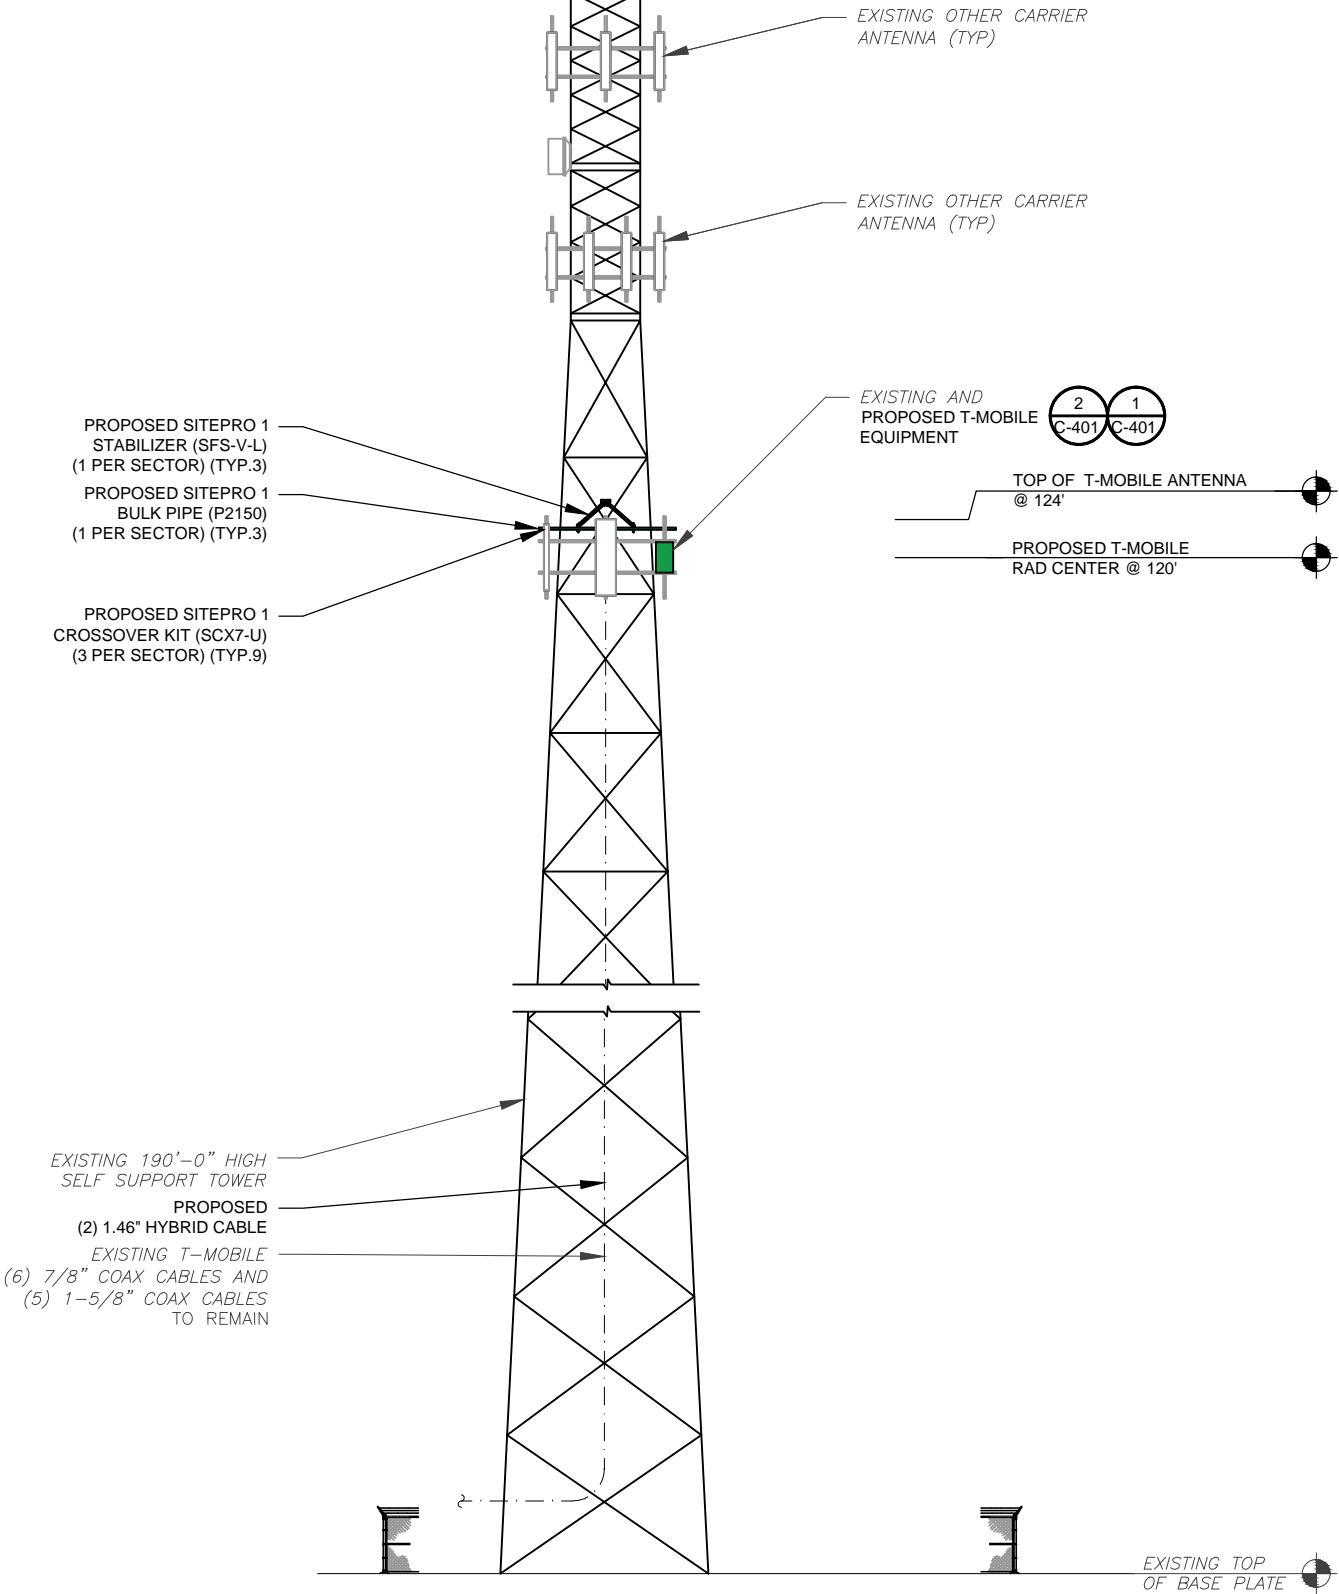 EXISTING OTHER CARRIER
ANTENNA (TYP)
EXISTING OTHER CARRIER
ANTENNA (TYP)
EXISTING AND
PROPOSED T-MOBILE
EQUIPMENT
2
C-401
1
C-401
PROPOSED SITEPRO 1
STABILIZER (SFS-V-L)
(1 PER SECTOR) (TYP.3)
PROPOSED SITEPRO 1
BULK PIPE (P2150)
(1 PER SECTOR) (TYP.3)
TOP OF T-MOBILE ANTENNA
@ 124'
PROPOSED T-MOBILE
RAD CENTER @ 120'
PROPOSED SITEPRO 1
CROSSOVER KIT (SCX7-U)
(3 PER SECTOR) (TYP.9)
EXISTING 190'-0" HIGH
SELF SUPPORT TOWER
PROPOSED
(2) 1.46" HYBRID CABLE
EXISTING T-MOBILE
(6) 7/8" COAX CABLES AND
(5) 1-5/8" COAX CABLES
TO REMAIN
EXISTING TOP
OF BASE PLATE